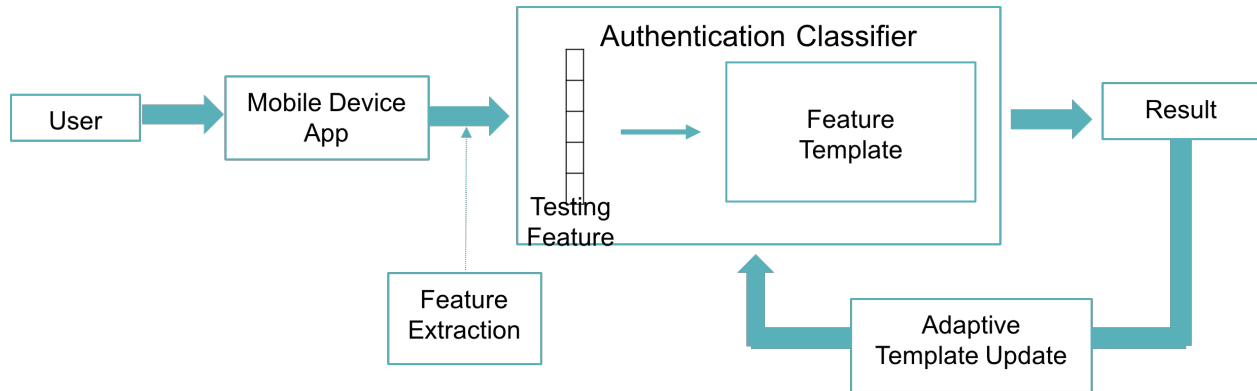 Authentication Classifier
User
Mobile Device
App
Testing
Feature
Feature
Template
Result
Feature
Extraction
Adaptive
Template Update